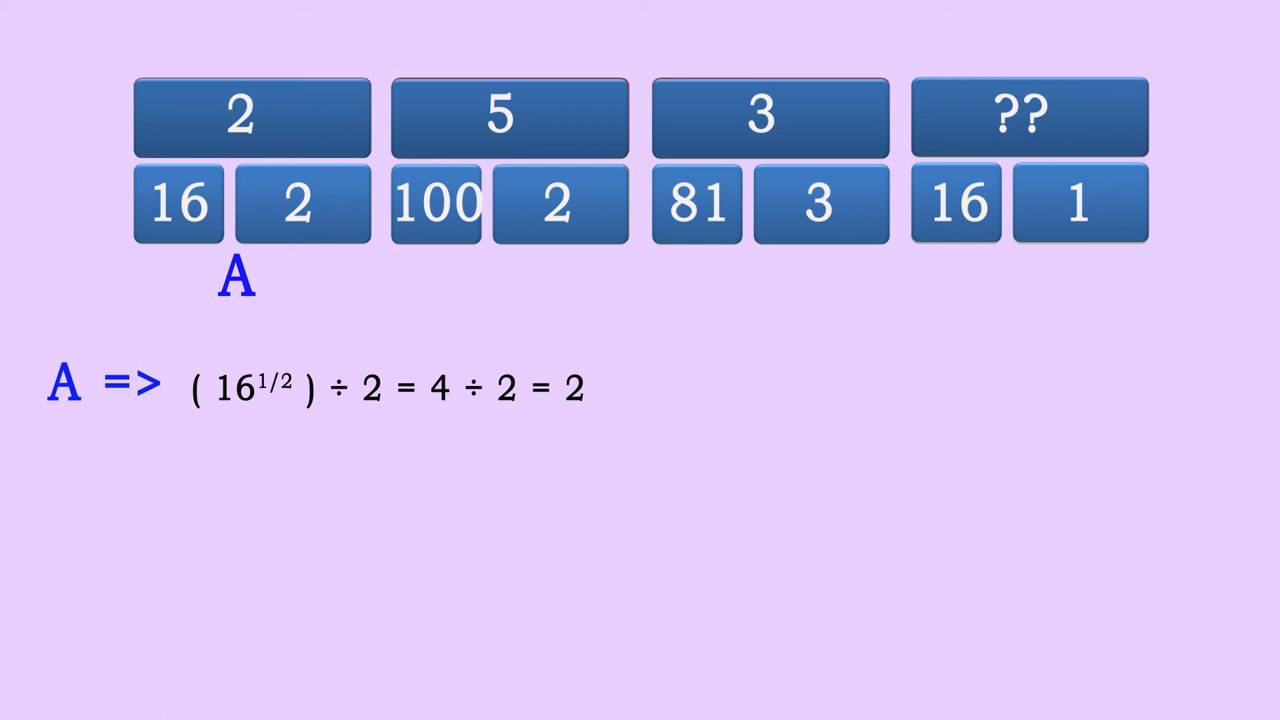 2 5 3 ??
16 2 100 2 81 3 16 1
A
A => ( 16^1/2 ) ÷ 2 = 4 ÷ 2 = 2